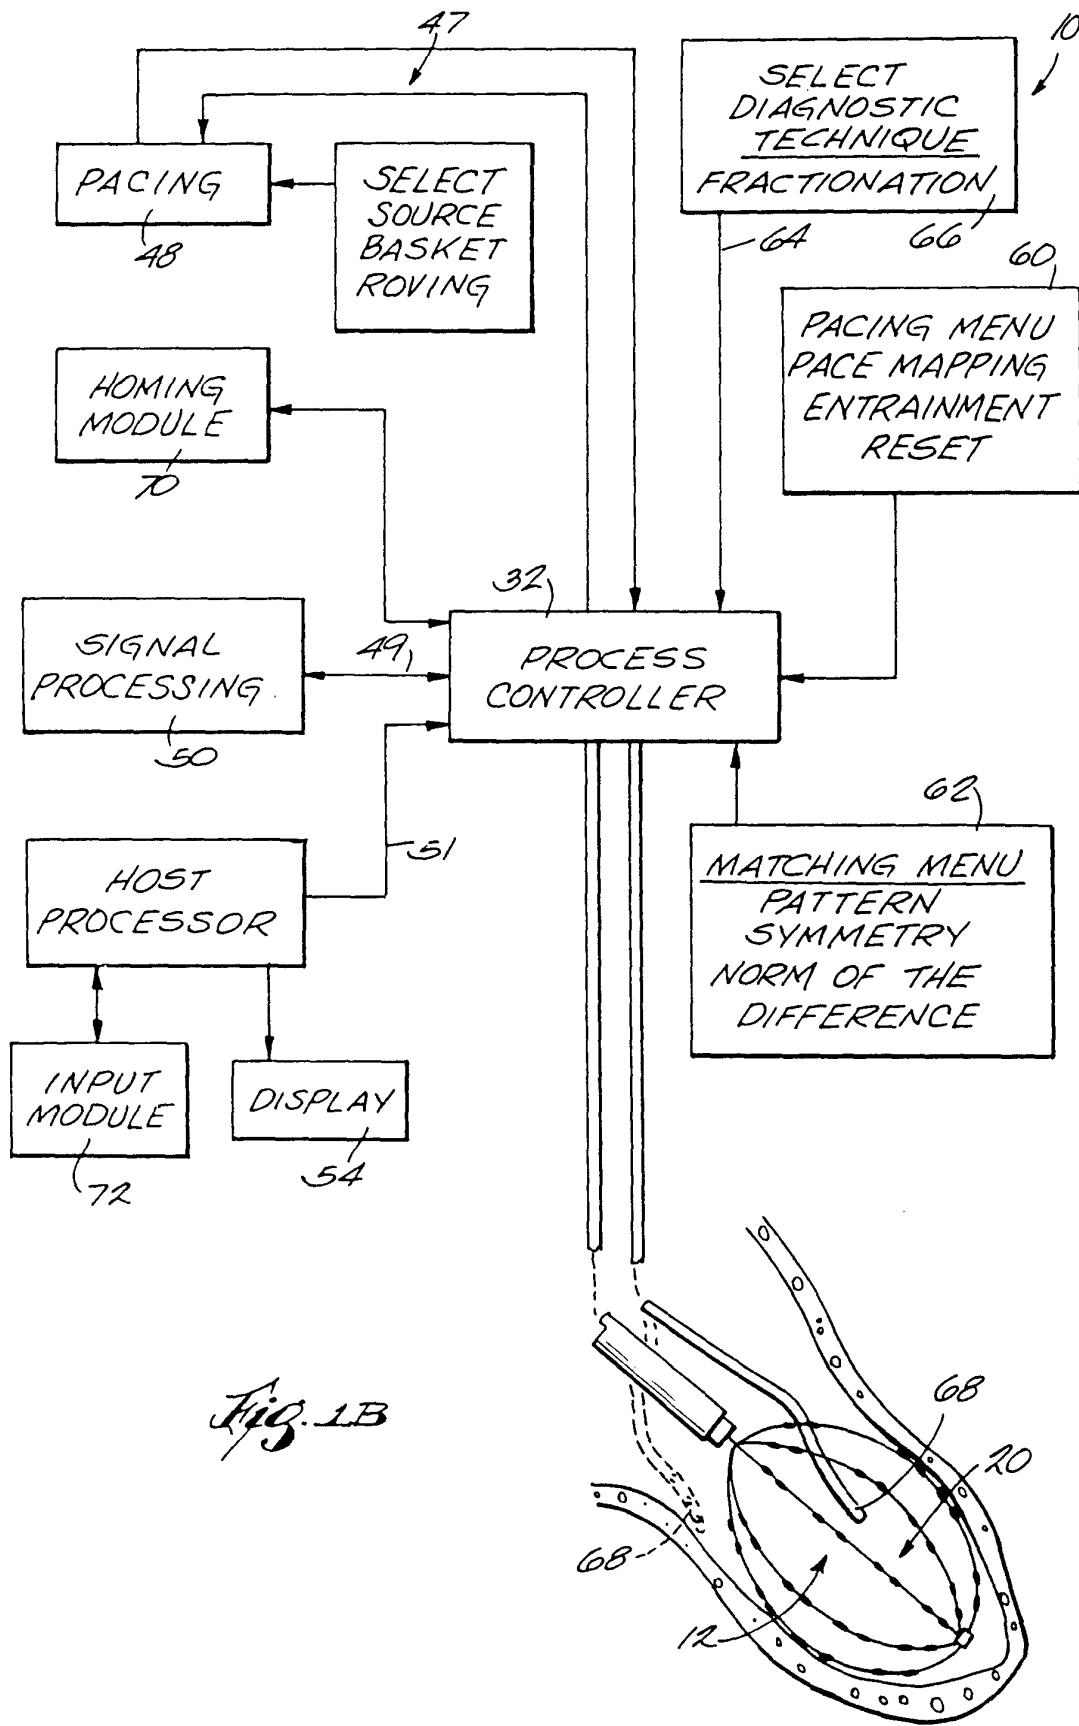 47
10
SELECT
DIAGNOSTIC
TECHNIQUE
FRACTIONATION
66
PACING
48
SELECT
SOURCE
BASKET
ROVING
64
60
PACING MENU
PACE MAPPING
ENTRAINMENT
RESET
HOMING
MODULE
70
32
PROCESS
CONTROLLER
SIGNAL
PROCESSING
50
49
51
HOST
PROCESSOR
62
MATCHING MENU
PATTERN
SYMMETRY
NORM OF THE
DIFFERENCE
INPUT
MODULE
72
DISPLAY
54
Fig. 1B
68
20
68
12